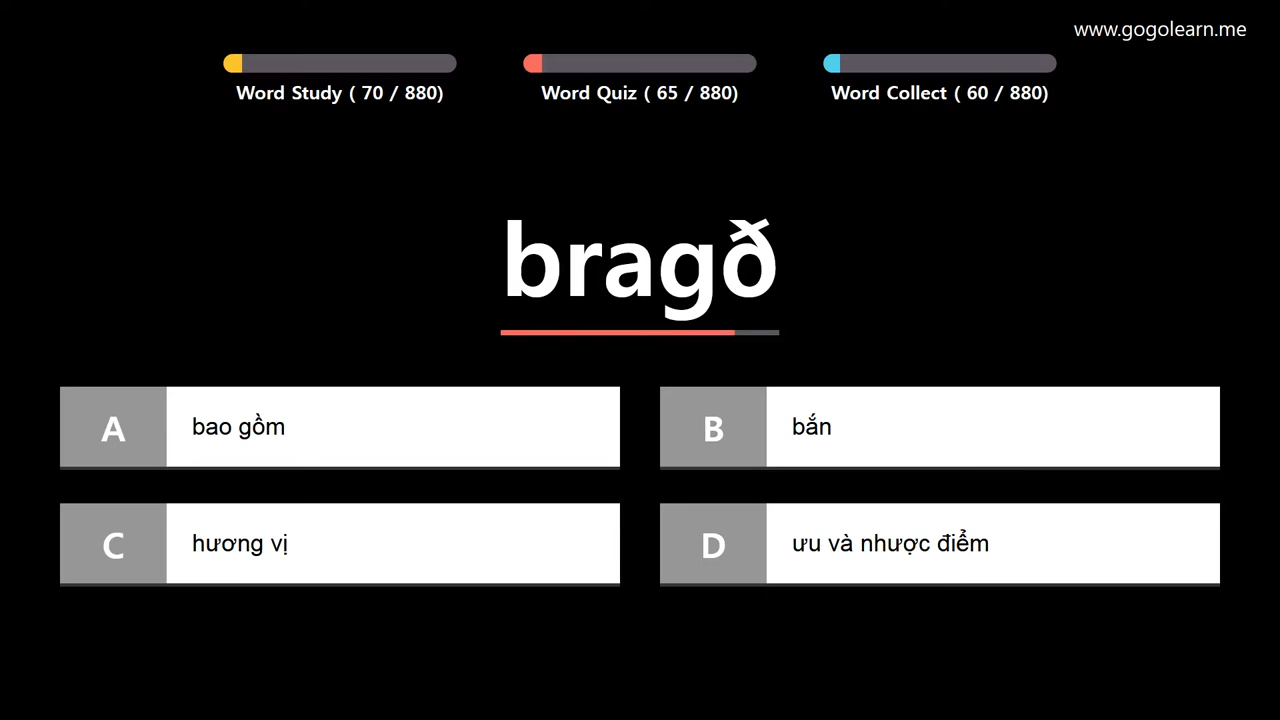 www.gogolearn.me
Word Study ( 70 / 880)
Word Quiz ( 65 / 880)
Word Collect ( 60 / 880)
bragð
A
bao gồm
B
bắn
C
hương vị
D
ưu và nhược điểm